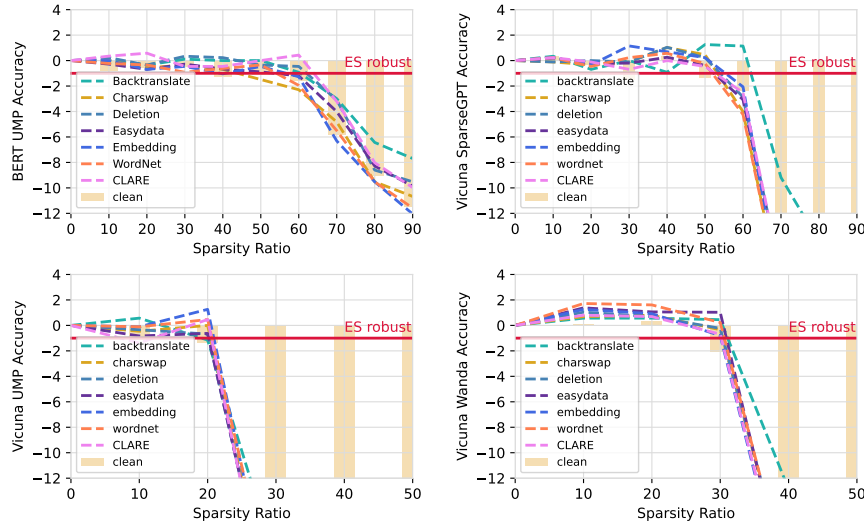 BERT UMP Accuracy
4
2
0
−2
−4
−6
−8
−10
−12
ES robust
Backtranslate
Charswap
Deletion
Easydata
Embedding
WordNet
CLARE
clean
0 10 20 30 40 50 60 70 80 90
Sparsity Ratio
Vicuna SparseGPT Accuracy
4
2
0
−2
−4
−6
−8
−10
−12
ES robust
backtranslate
charswap
deletion
easydata
embedding
wordnet
CLARE
clean
0 10 20 30 40 50 60 70 80 90
Sparsity Ratio
Vicuna UMP Accuracy
4
2
0
−2
−4
−6
−8
−10
−12
ES robust
backtranslate
charswap
deletion
easydata
embedding
wordnet
CLARE
clean
0 10 20 30 40 50
Sparsity Ratio
Vicuna Wanda Accuracy
4
2
0
−2
−4
−6
−8
−10
−12
ES robust
backtranslate
charswap
deletion
easydata
embedding
wordnet
CLARE
clean
0 10 20 30 40 50
Sparsity Ratio